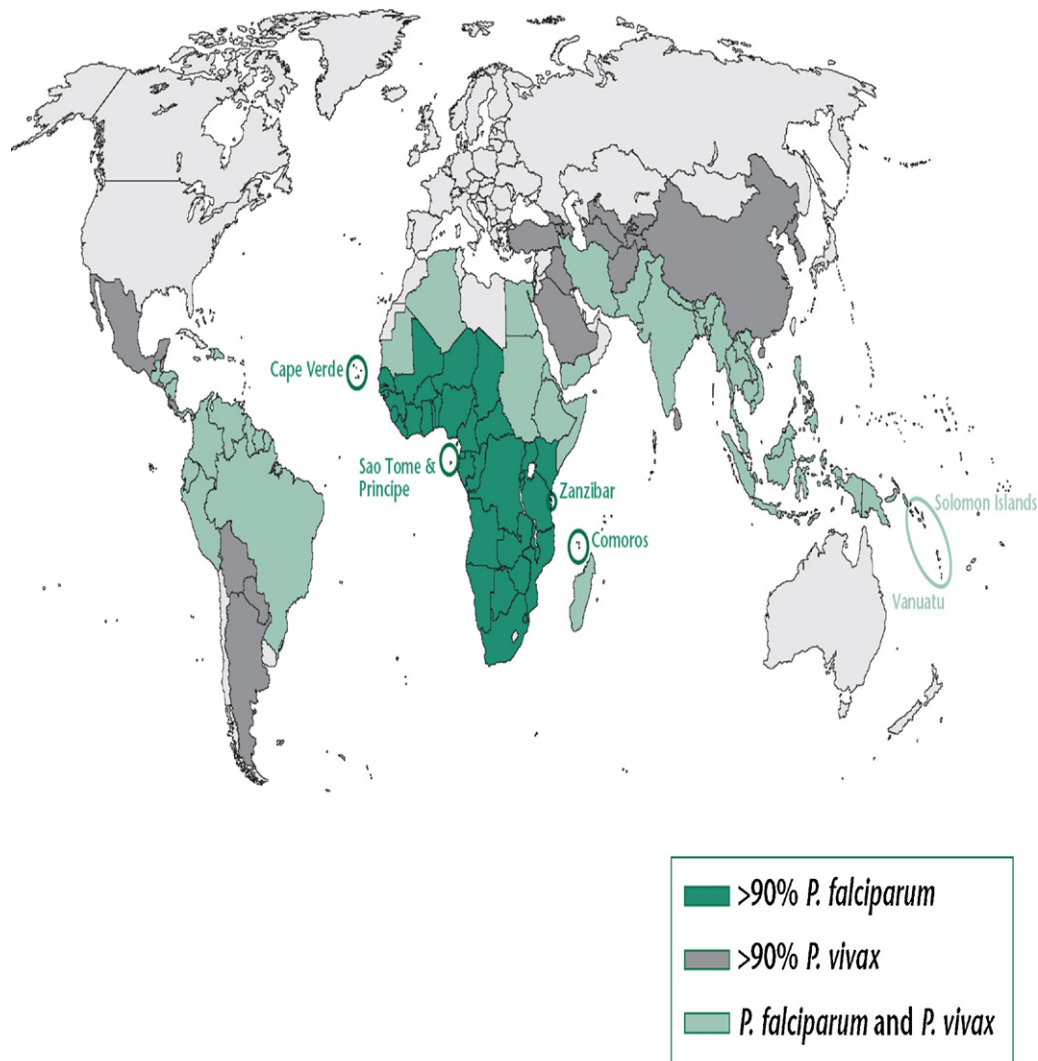 Cape Verde
Sao Tome &
Principe
Zanzibar
Comoros
Solomon Islands
Vanuatu
>90% P. falciparum
>90% P. vivax
P. falciparum and P. vivax